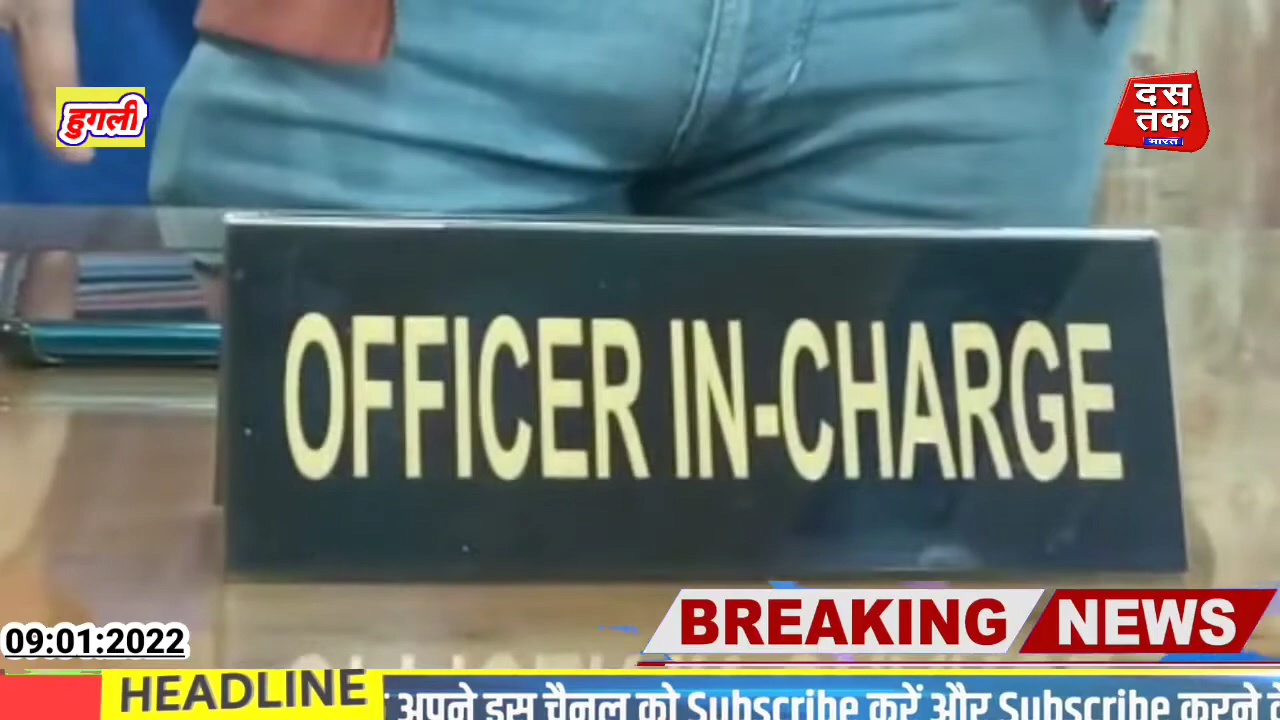 हुगली
दस
तक
भारत
OFFICER IN-CHARGE
BREAKING NEWS
09:01:2022
HEADLINE
अपने इस चैनल को Subscribe करें और Subscribe करने